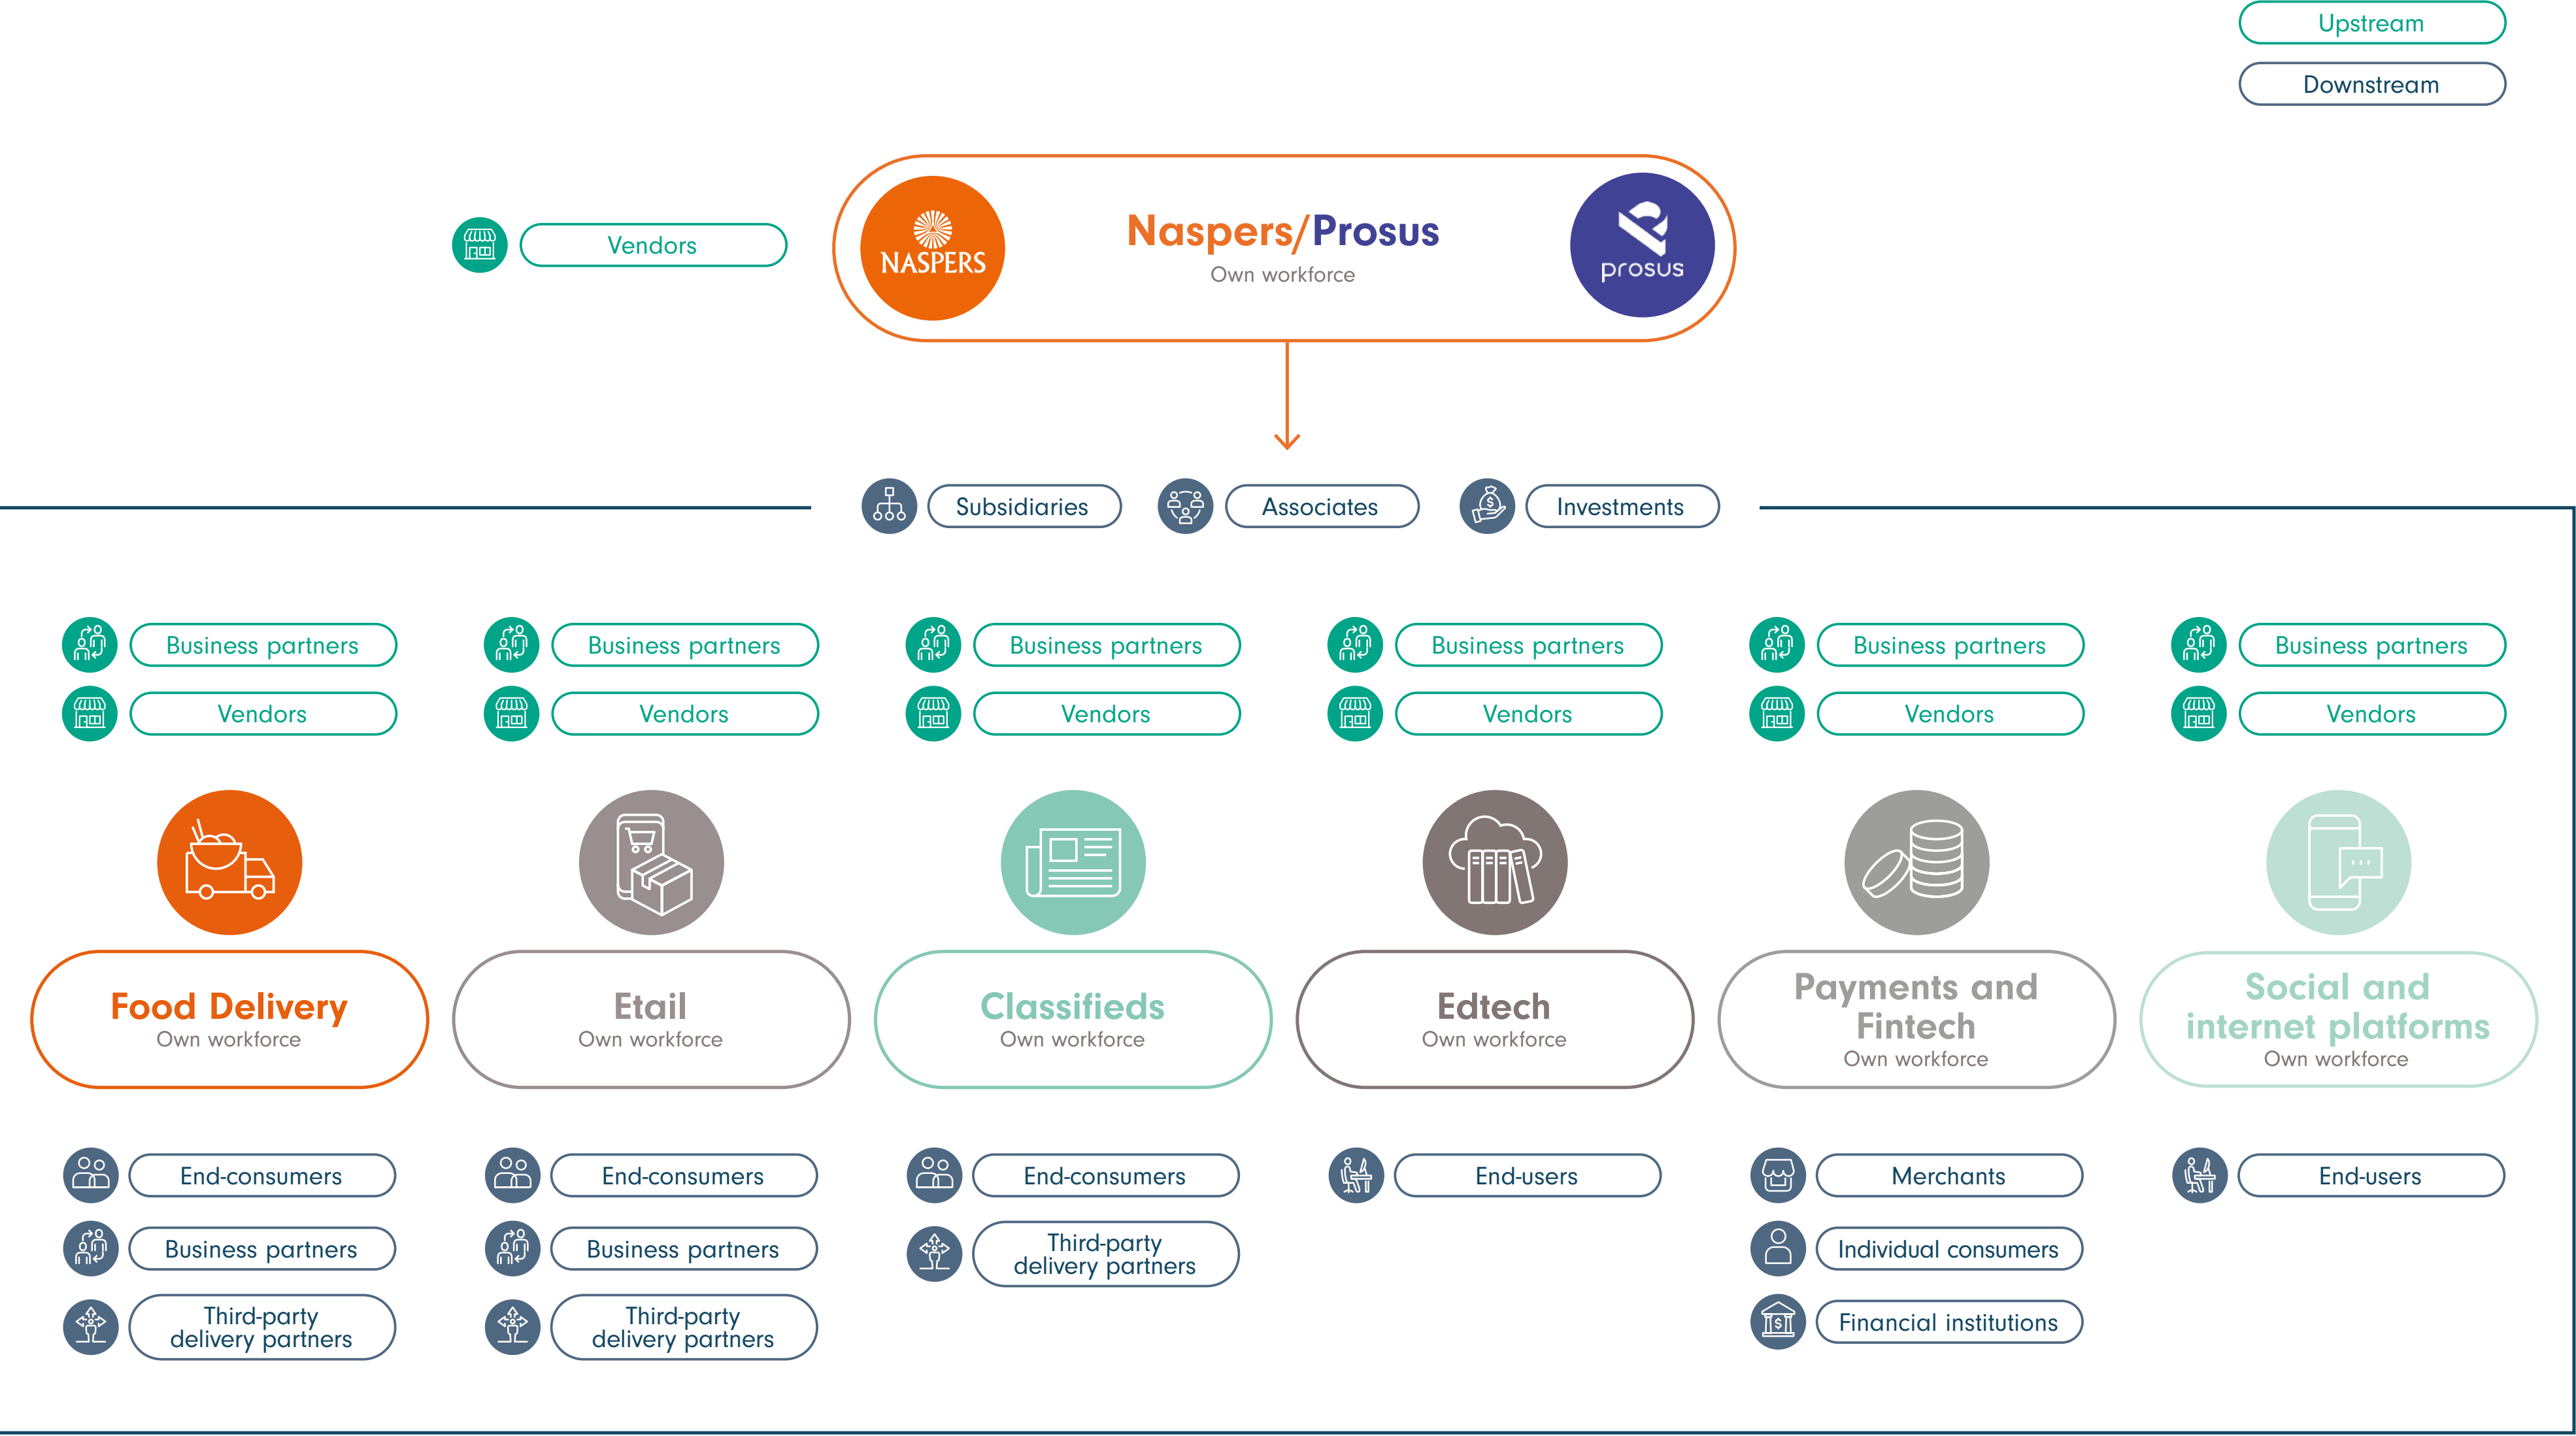 Upstream
Downstream
Vendors
NASPERS
Naspers/Prosus
Own workforce
prosus
Subsidiaries
Associates
Investments
Business partners
Business partners
Business partners
Business partners
Business partners
Business partners
Vendors
Vendors
Vendors
Vendors
Vendors
Vendors
Food Delivery
Own workforce
Etail
Own workforce
Classifieds
Own workforce
Edtech
Own workforce
Payments and
Fintech
Own workforce
Social and
internet platforms
Own workforce
End-consumers
Business partners
Third-party
delivery partners
End-consumers
Business partners
Third-party
delivery partners
End-consumers
Third-party
delivery partners
End-users
Merchants
Individual consumers
Financial institutions
End-users